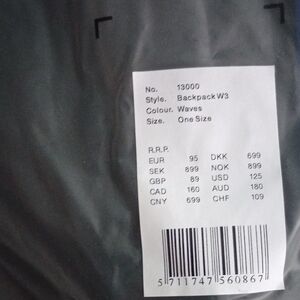 No. 13000
Style. Backpack W3
Colour. Waves
Size. One Size
R.R.P.
EUR 95 DKK 699
SEK 899 NOK 899
GBP 89 USD 125
CAD 160 AUD 180
CNY 699 CHF 109
5 711747 560867